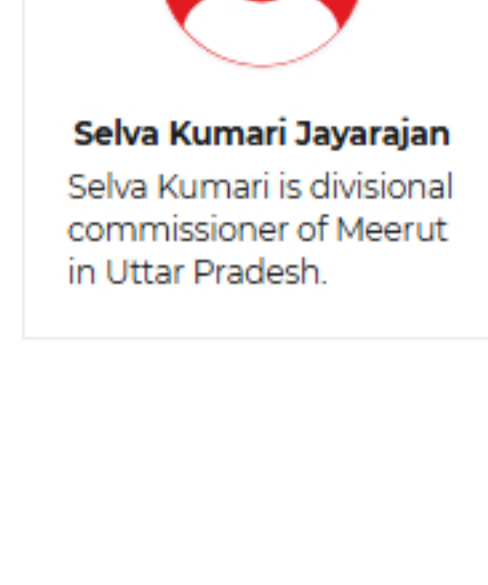 Selva Kumari Jayarajan
Selva Kumari is divisional
commissioner of Meerut
in Uttar Pradesh.